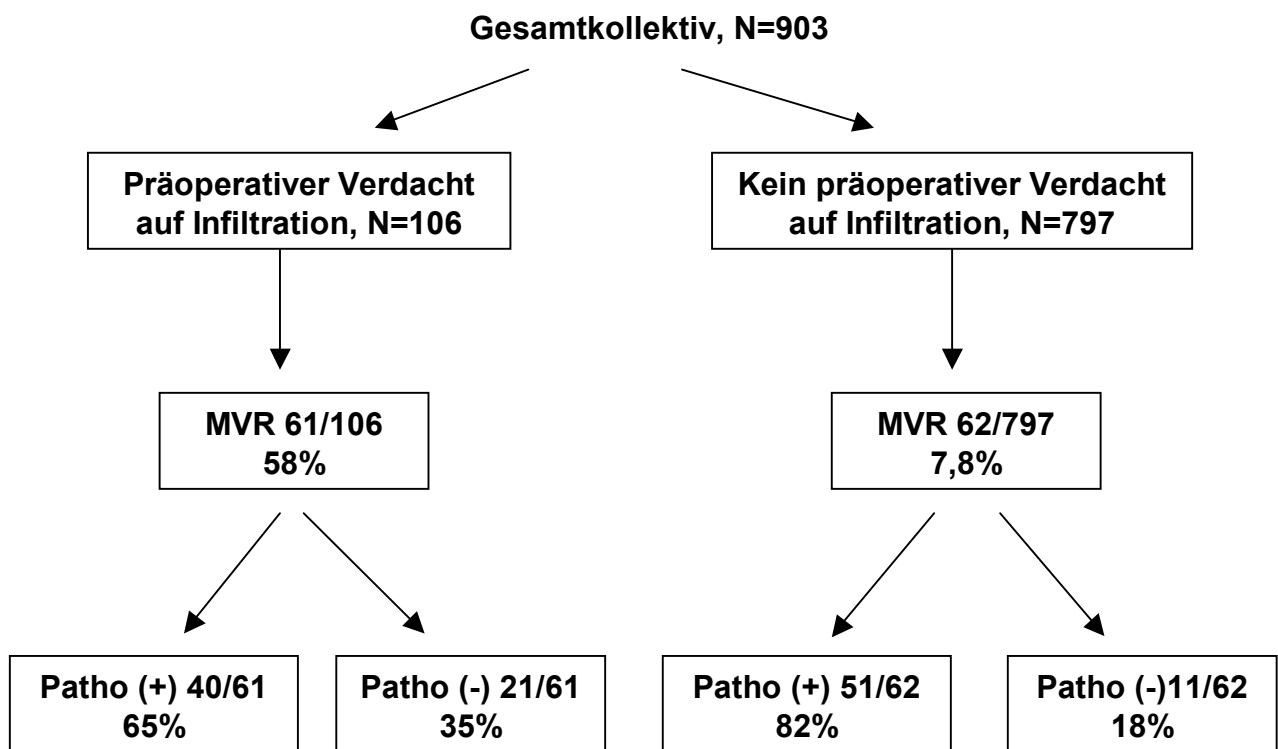 Gesamtkollektiv, N=903
Präoperativer Verdacht
auf Infiltration, N=106
Kein präoperativer Verdacht
auf Infiltration, N=797
MVR 61/106
58%
MVR 62/797
7,8%
Patho (+) 40/61
65%
Patho (-) 21/61
35%
Patho (+) 51/62
82%
Patho (-)11/62
18%